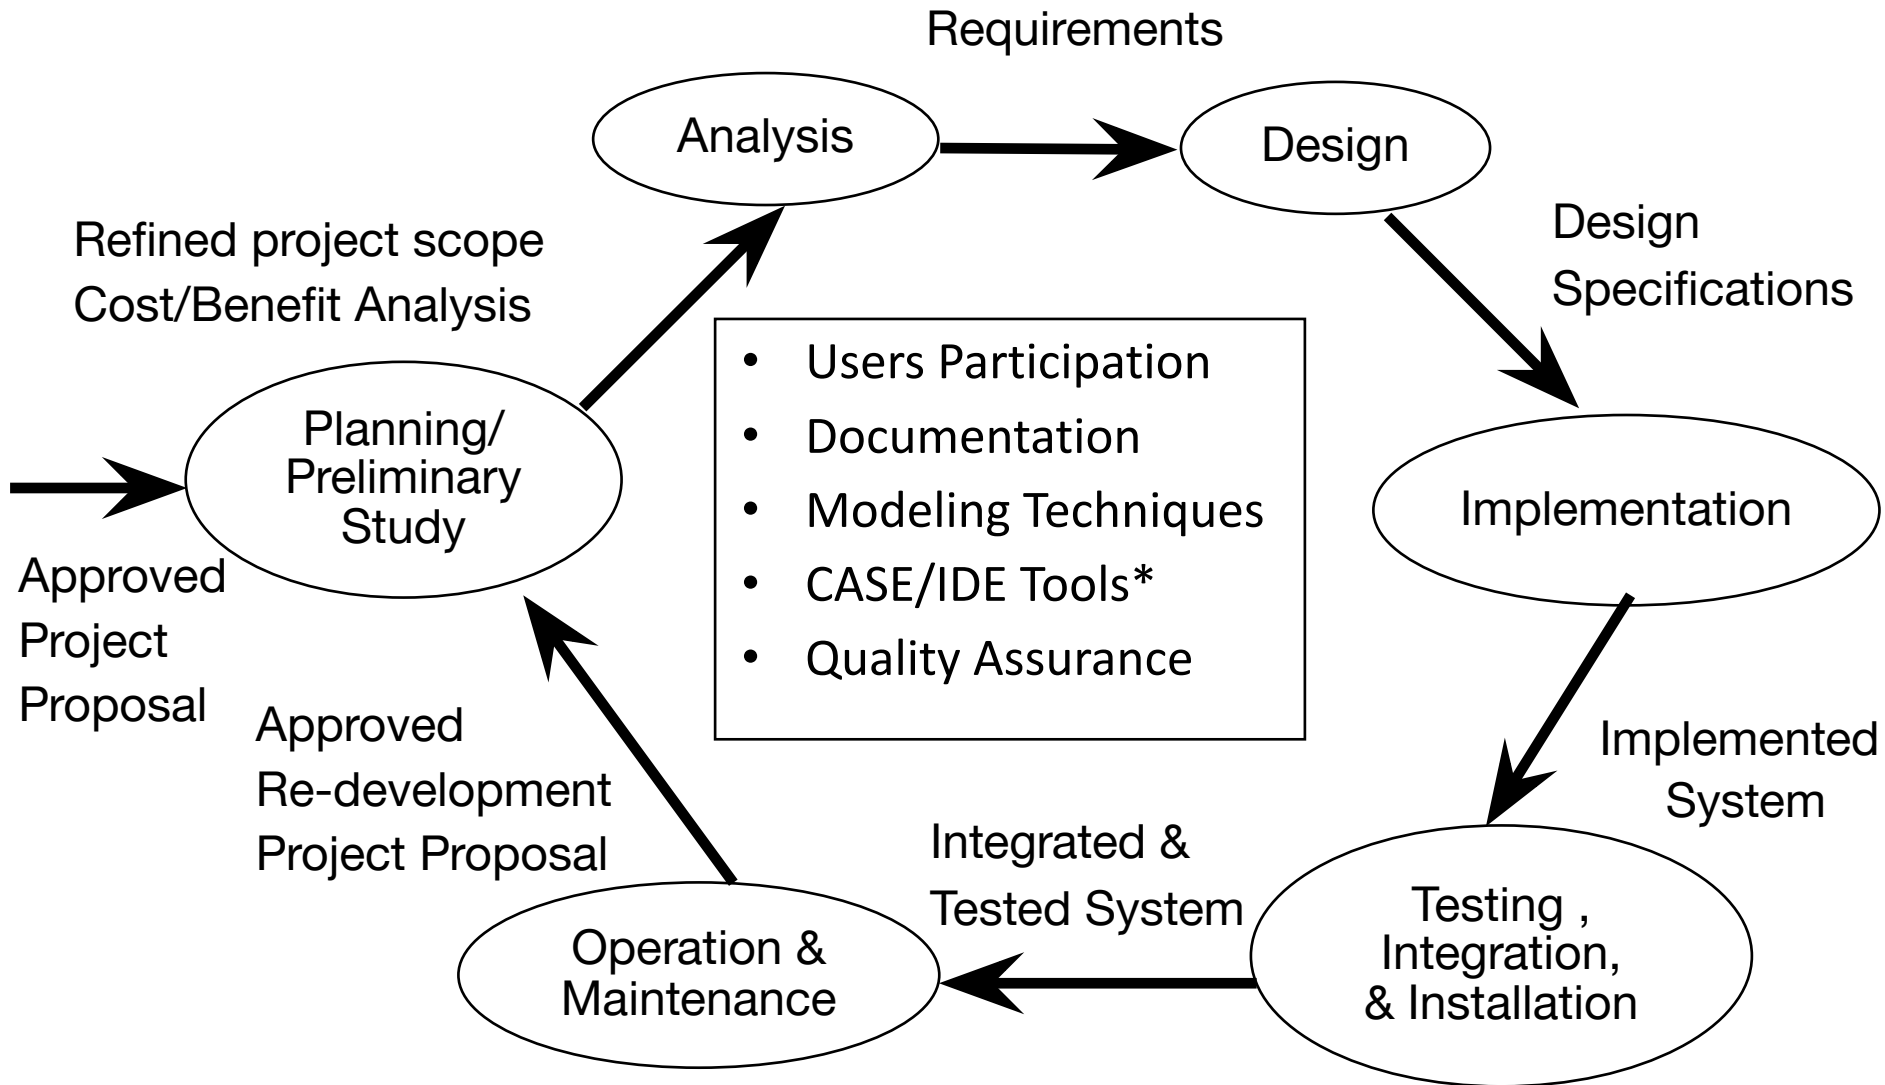 Requirements
Analysis
Design
Refined project scope
Cost/Benefit Analysis
Design
Specifications
• Users Participation
• Documentation
• Modeling Techniques
• CASE/IDE Tools*
• Quality Assurance
Planning/
Preliminary
Study
Implementation
Approved
Project
Proposal
Approved
Re-development
Project Proposal
Implemented
System
Integrated &
Tested System
Testing ,
Integration,
& Installation
Operation &
Maintenance